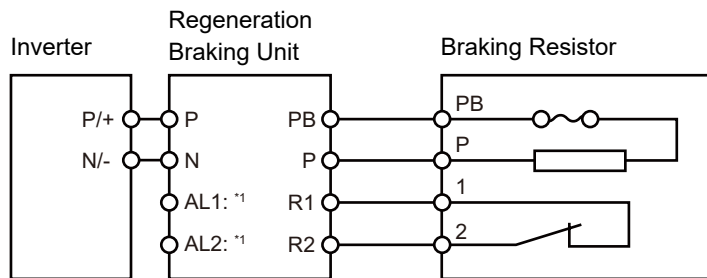 Regeneration
Inverter Braking Unit Braking Resistor
P/+ P PB PB
N/- N P P
AL1: *1 R1 1
AL2: *1 R2 2